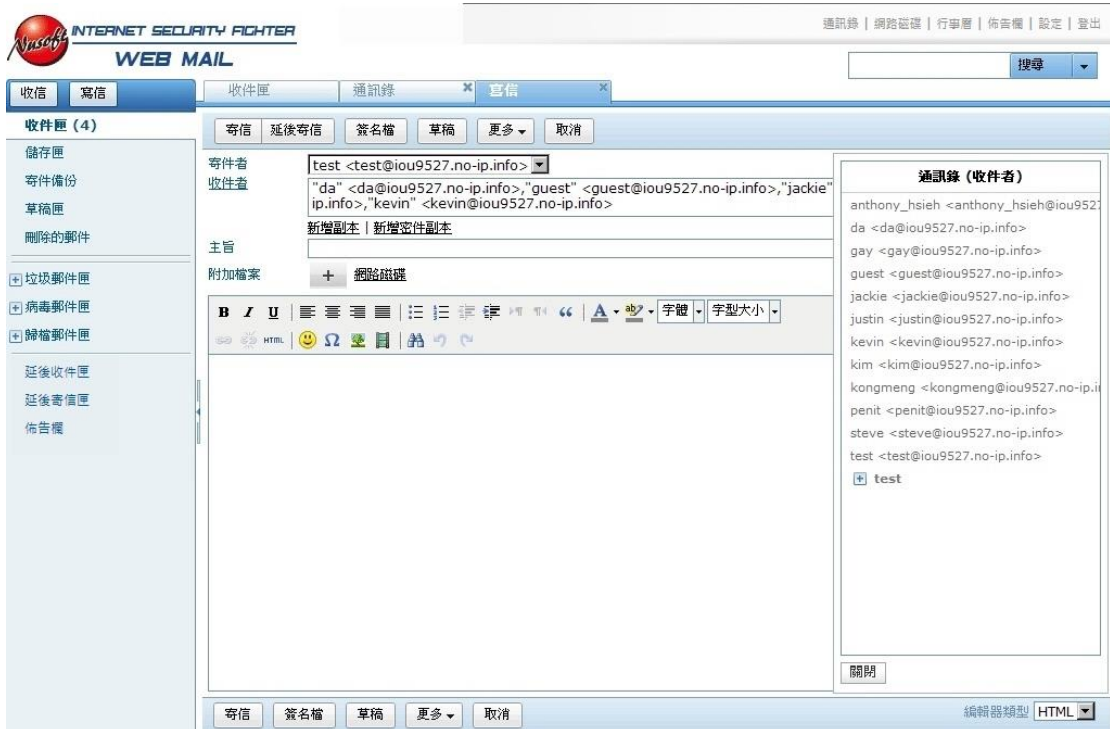 Nusoft INTERNET SECURITY FIGHTER
WEB MAIL
通訊錄 | 網路磁碟 | 行事曆 | 佈告欄 | 設定 | 登出
搜尋
收信 寫信
收件匣 通訊錄 寫信
收件匣 (4)
儲存匣
寄件備份
草稿匣
刪除的郵件
垃圾郵件匣
病毒郵件匣
歸檔郵件匣
延後收件匣
延後寄信匣
佈告欄
寄信 延後寄信 簽名檔 草稿 更多 取消
寄件者 test <test@iou9527.no-ip.info>
收件者 "da" <da@iou9527.no-ip.info>,"guest" <guest@iou9527.no-ip.info>,"jackie"
ip.info>,"kevin" <kevin@iou9527.no-ip.info>
新增副本 | 新增密件副本
主旨
附加檔案 + 網路磁碟
B I U A ab 字體 字型大小
HTML Ω
通訊錄 (收件者)
anthony_hsieh <anthony_hsieh@iou952
da <da@iou9527.no-ip.info>
gay <gay@iou9527.no-ip.info>
guest <guest@iou9527.no-ip.info>
jackie <jackie@iou9527.no-ip.info>
justin <justin@iou9527.no-ip.info>
kevin <kevin@iou9527.no-ip.info>
kim <kim@iou9527.no-ip.info>
kongmeng <kongmeng@iou9527.no-ip.i
penit <penit@iou9527.no-ip.info>
steve <steve@iou9527.no-ip.info>
test <test@iou9527.no-ip.info>
test
關閉
寄信 簽名檔 草稿 更多 取消
編輯器類型 HTML